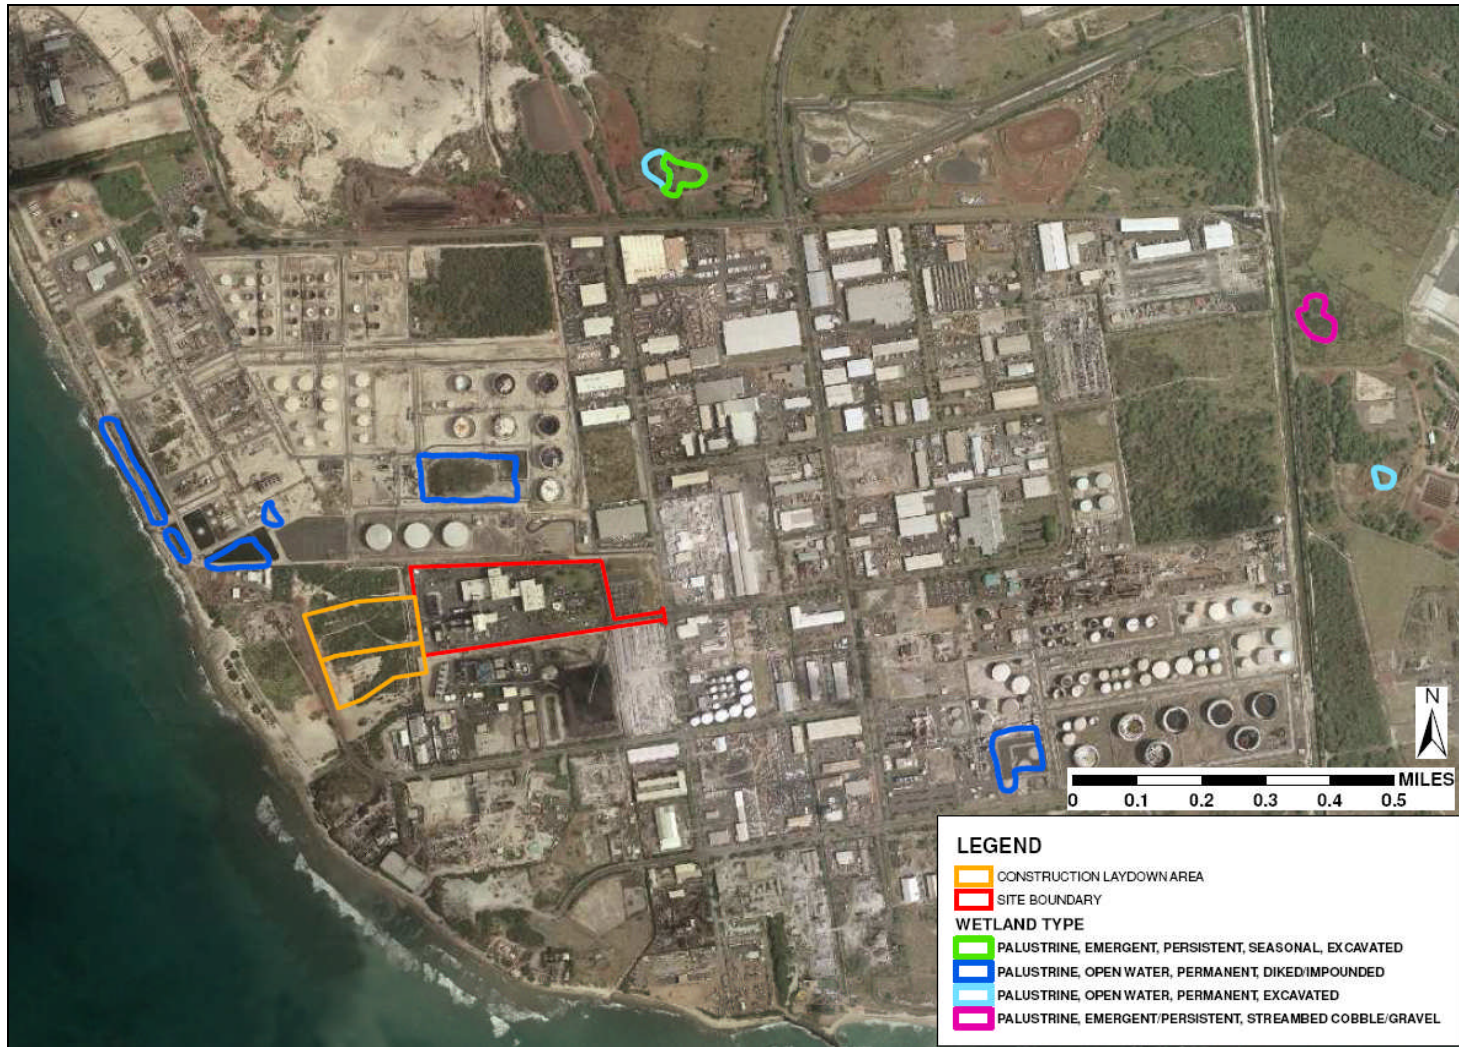 N
MILES
0 0.1 0.2 0.3 0.4 0.5
LEGEND
CONSTRUCTION LAYDOWN AREA
SITE BOUNDARY
WETLAND TYPE
PALUSTRINE, EMERGENT, PERSISTENT, SEASONAL, EXCAVATED
PALUSTRINE, OPEN WATER, PERMANENT, DIKED/IMPOUNDED
PALUSTRINE, OPEN WATER, PERMANENT, EXCAVATED
PALUSTRINE, EMERGENT/PERSISTENT, STREAMBED COBBLE/GRAVEL